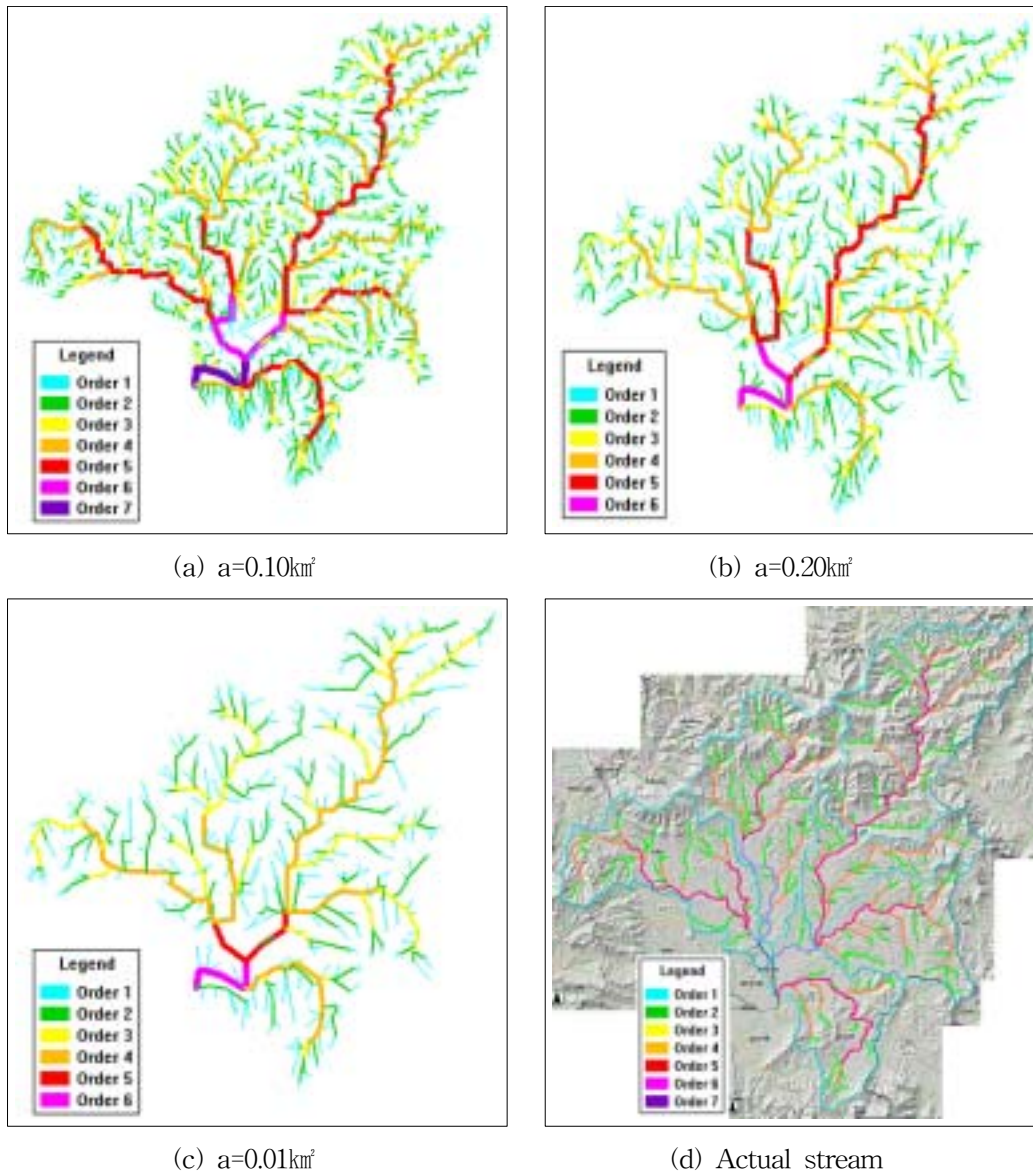 Legend
Order 1
Order 2
Order 3
Order 4
Order 5
Order 6
Order 7
(a) a=0.10㎢
Legend
Order 1
Order 2
Order 3
Order 4
Order 5
Order 6
(b) a=0.20㎢
Legend
Order 1
Order 2
Order 3
Order 4
Order 5
Order 6
(c) a=0.01㎢
Legend
Order 1
Order 2
Order 3
Order 4
Order 5
Order 6
Order 7
(d) Actual stream